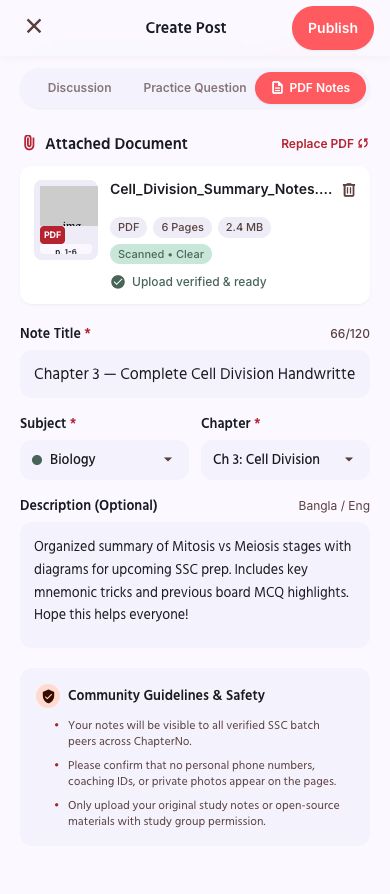 Create Post
Publish
Discussion
Practice Question
PDF Notes
Attached Document
Replace PDF
Cell_Division_Summary_Notes....
PDF
p. 1-6
PDF
6 Pages
2.4 MB
Scanned • Clear
Upload verified & ready
Note Title *
66/120
Chapter 3 — Complete Cell Division Handwritte
Subject *
Chapter *
Biology
Ch 3: Cell Division
Description (Optional)
Bangla / Eng
Organized summary of Mitosis vs Meiosis stages with
diagrams for upcoming SSC prep. Includes key
mnemonic tricks and previous board MCQ highlights.
Hope this helps everyone!
Community Guidelines & Safety
• Your notes will be visible to all verified SSC batch
peers across ChapterNo.
• Please confirm that no personal phone numbers,
coaching IDs, or private photos appear on the pages.
• Only upload your original study notes or open-source
materials with study group permission.